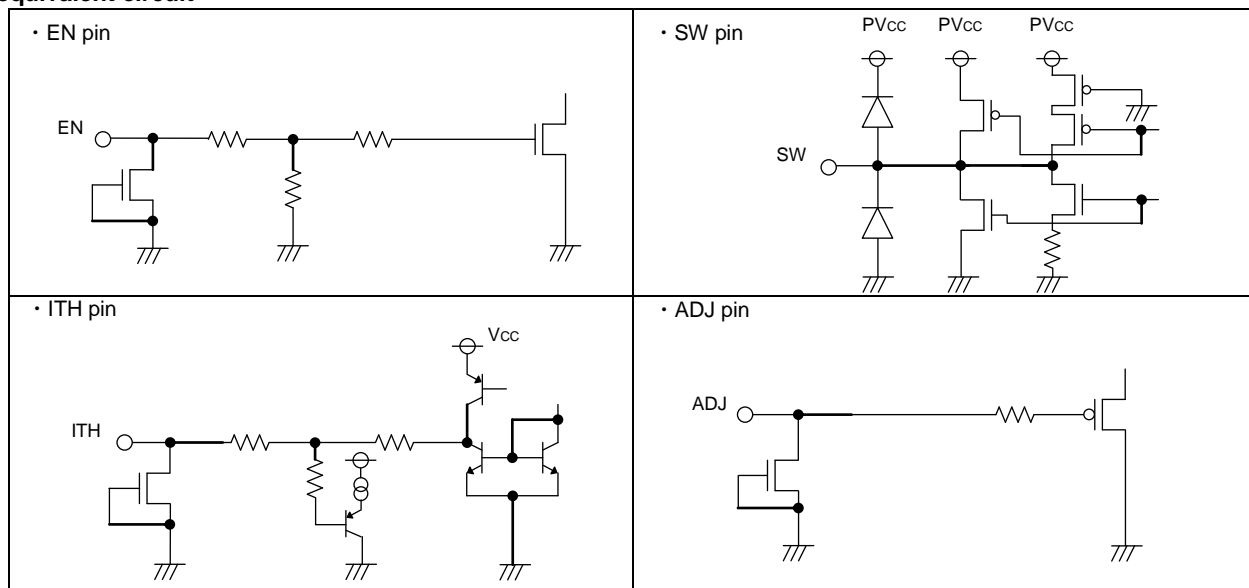 ・EN pin
EN
・SW pin
PVCC PVCC PVCC
SW
・ITH pin
VCC
ITH
・ADJ pin
ADJ